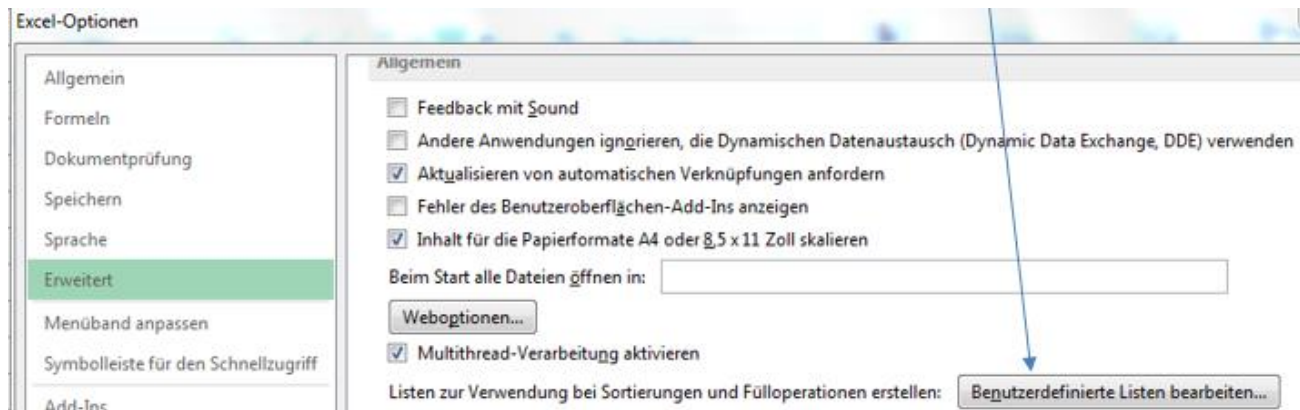 Excel-Optionen
Allgemein
Formeln
Dokumentprüfung
Speichern
Sprache
Erweitert
Menüband anpassen
Symbolleiste für den Schnellzugriff
Add-Ins
Allgemein
Feedback mit Sound
Andere Anwendungen ignorieren, die Dynamischen Datenaustausch (Dynamic Data Exchange, DDE) verwenden
Aktualisieren von automatischen Verknüpfungen anfordern
Fehler des Benutzeroberflächen-Add-Ins anzeigen
Inhalt für die Papierformate A4 oder 8,5 x 11 Zoll skalieren
Beim Start alle Dateien öffnen in:
Weboptionen...
Multithread-Verarbeitung aktivieren
Listen zur Verwendung bei Sortierungen und Fülloperationen erstellen: Benutzerdefinierte Listen bearbeiten...